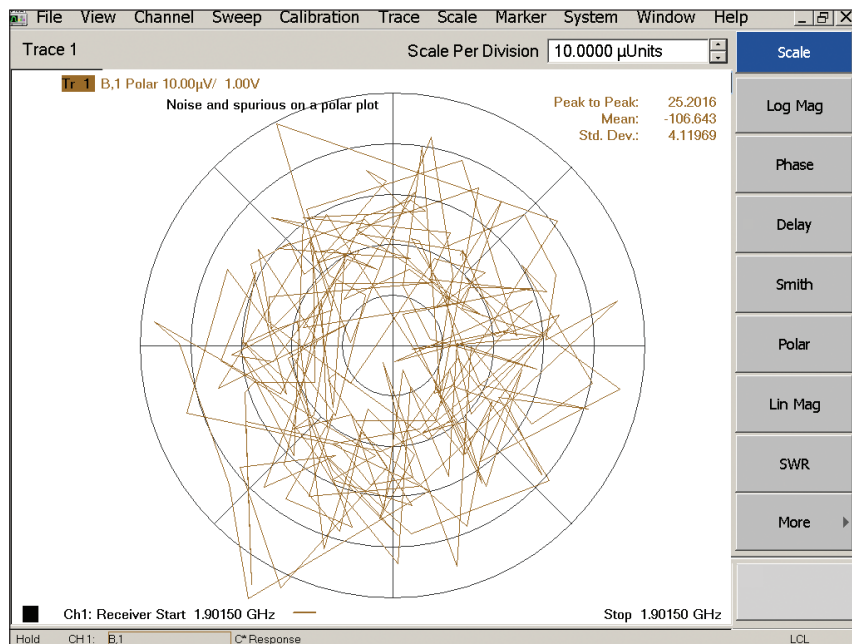 File View Channel Sweep Calibration Trace Scale Marker System Window Help
Trace 1
Scale Per Division 10.0000 µUnits
Scale
Tr 1 B,1 Polar 10.00µV/ 1.00V
Noise and spurious on a polar plot
Peak to Peak: 25.2016
Mean: -106.643
Std. Dev.: 4.11969
Log Mag
Phase
Delay
Smith
Polar
Lin Mag
SWR
More
Ch1: Receiver Start 1.90150 GHz
Stop 1.90150 GHz
Hold CH 1: B,1 C* Response LCL